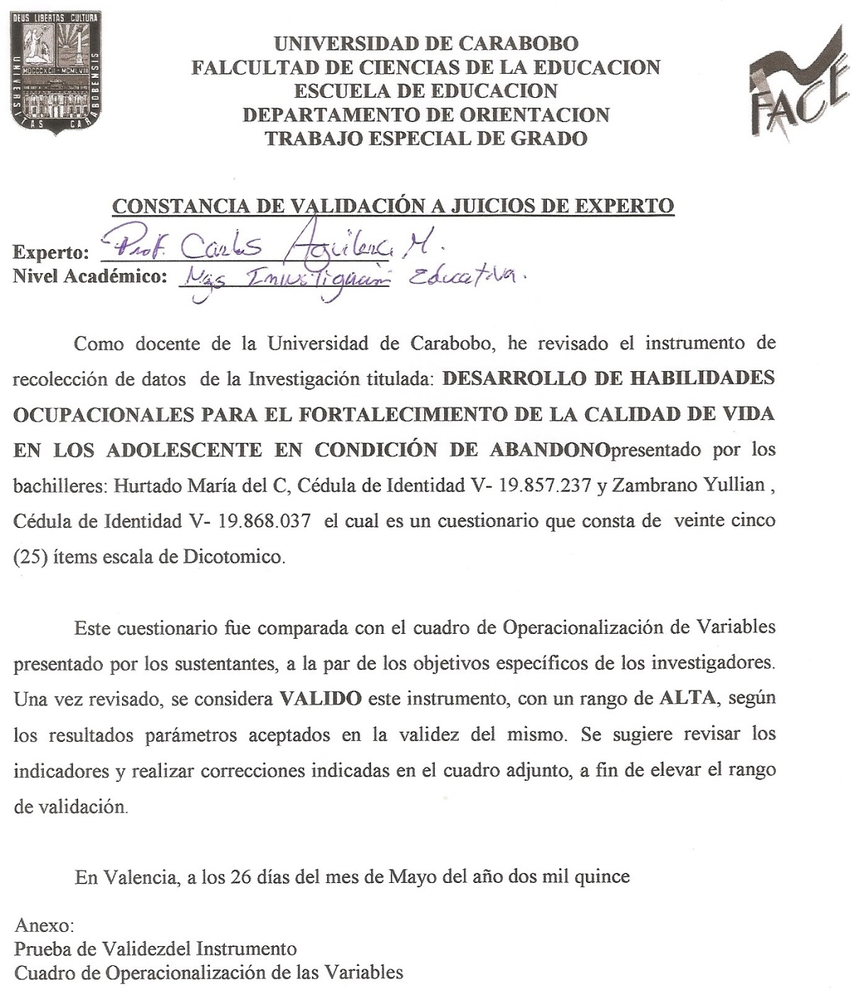 DEUS LIBERTAS CULTURA
UNIVERSITAS CARABOBENSIS
MDCCCXCII - MCMLVIII
FACE
UNIVERSIDAD DE CARABOBO
FALCULTAD DE CIENCIAS DE LA EDUCACION
ESCUELA DE EDUCACION
DEPARTAMENTO DE ORIENTACION
TRABAJO ESPECIAL DE GRADO
CONSTANCIA DE VALIDACIÓN A JUICIOS DE EXPERTO
Experto: Prof. Carlos Aguilera M.
Nivel Académico: Mgs Investigación Educativa.
Como docente de la Universidad de Carabobo, he revisado el instrumento de
recolección de datos de la Investigación titulada: DESARROLLO DE HABILIDADES
OCUPACIONALES PARA EL FORTALECIMIENTO DE LA CALIDAD DE VIDA
EN LOS ADOLESCENTE EN CONDICIÓN DE ABANDONOpresentado por los
bachilleres: Hurtado María del C, Cédula de Identidad V- 19.857.237 y Zambrano Yullian ,
Cédula de Identidad V- 19.868.037 el cual es un cuestionario que consta de veinte cinco
(25) ítems escala de Dicotomico.
Este cuestionario fue comparada con el cuadro de Operacionalización de Variables
presentado por los sustentantes, a la par de los objetivos específicos de los investigadores.
Una vez revisado, se considera VALIDO este instrumento, con un rango de ALTA, según
los resultados parámetros aceptados en la validez del mismo. Se sugiere revisar los
indicadores y realizar correcciones indicadas en el cuadro adjunto, a fin de elevar el rango
de validación.
En Valencia, a los 26 días del mes de Mayo del año dos mil quince
Anexo:
Prueba de Validezdel Instrumento
Cuadro de Operacionalización de las Variables